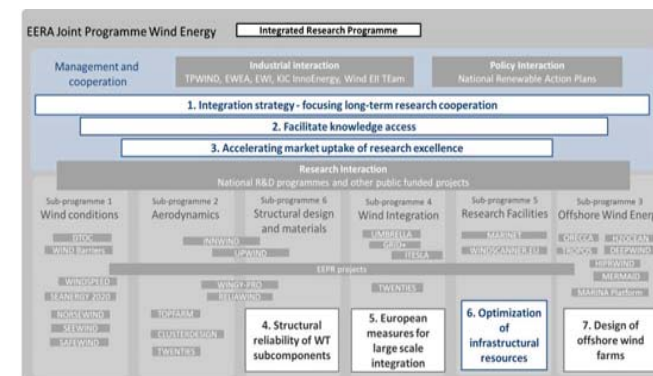 EERA Joint Programme Wind Energy
Integrated Research Programme
Management and
cooperation
Industrial Interaction
TPWIND, EWEA, EWI, KIC InnoEnergy, Wind EII TEam
Policy Interaction
National Renewable Action Plans
1. Integration strategy - focusing long-term research cooperation
2. Facilitate knowledge access
3. Accelerating market uptake of research excellence
Research Interaction
National R&D programmes and other public funded projects
Sub-programme 1
Wind conditions
Sub-programme 2
Aerodynamics
Sub-programme 6
Structural design
and materials
Sub-programme 4
Wind Integration
Sub-programme 5
Research Facilities
Sub-programme 3
Offshore Wind Energ
DTOC
WIND Barriers
INNWIND
UPWIND
UMBRELLA
GRID+
ITESLA
MARINET
WINDSCANNER.EU
ORECCA
H2OCEAN
TROPOS
DEEPWIND
HIPRWIND
MERMAID
MARINA Platform
EEPR projects
WINDSPEED
SEANERGY 2020
NORSEWIND
SEEWIND
SAFEWIND
WINGY-PRO
RELIAWIND
TOPFARM
CLUSTERDESIGN
TWENTIES
TWENTIES
4. Structural
reliability of WT
subcomponents
5. European
measures for
large scale
integration
6. Optimization
of
infrastructural
resources
7. Design of
offshore wind
farms